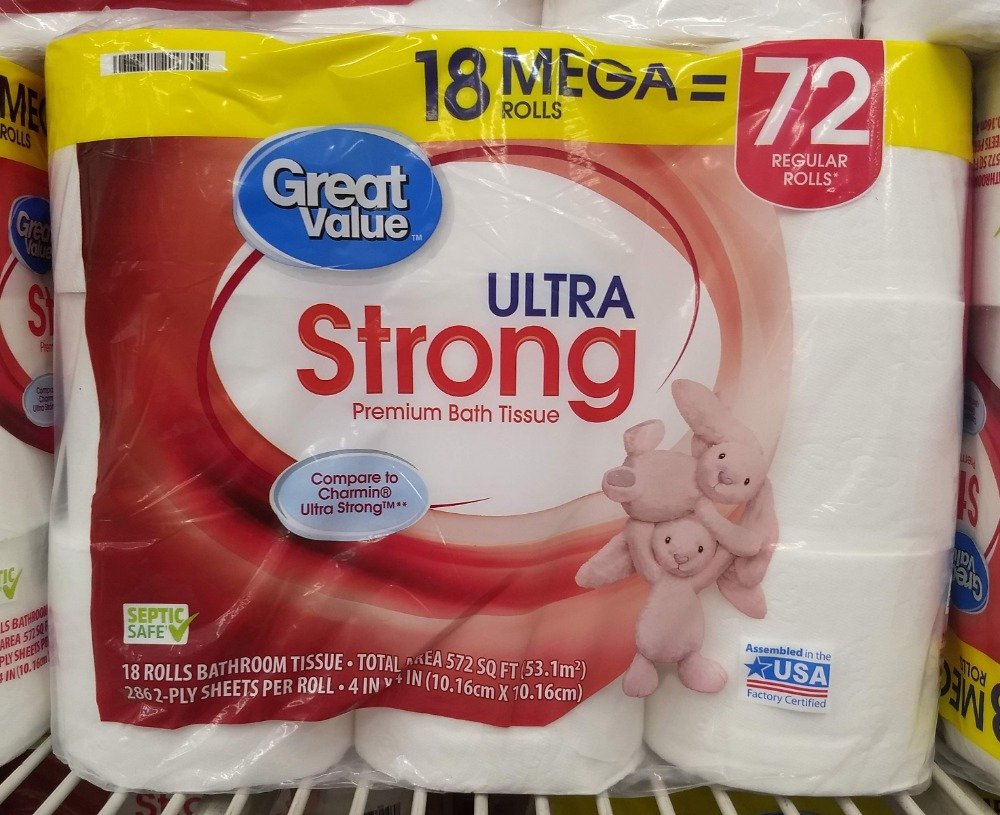 18 MEGA = 72
ROLLS
REGULAR
ROLLS*
Great
Value™
ULTRA
Strong
Premium Bath Tissue
Compare to
Charmin®
Ultra Strong™**
SEPTIC
SAFE
18 ROLLS BATHROOM TISSUE • TOTAL AREA 572 SQ FT (53.1m²)
286 2-PLY SHEETS PER ROLL • 4 IN X 4 IN (10.16cm X 10.16cm)
Assembled in the
USA
Factory Certified